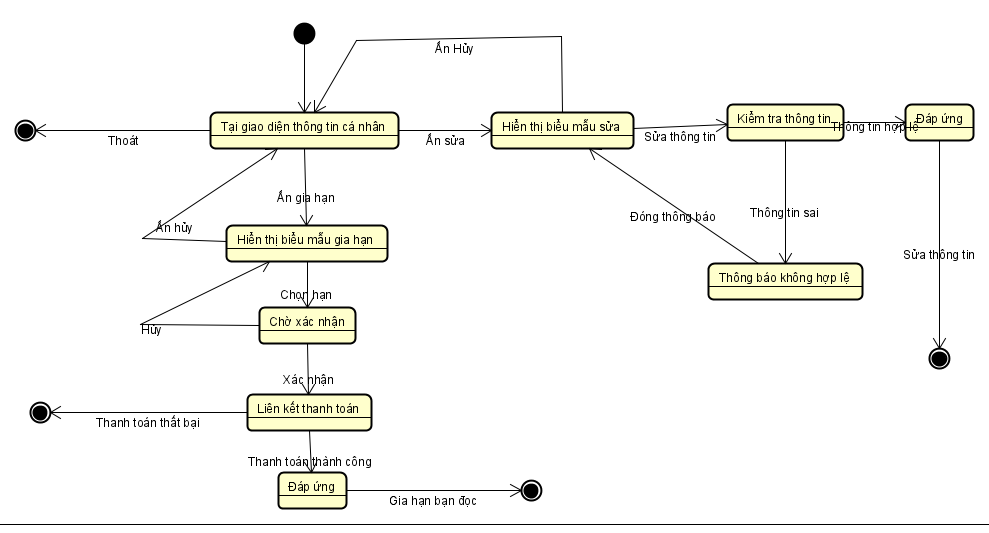 Ấn Hủy
Tại giao diện thông tin cá nhân
Hiển thị biểu mẫu sửa
Kiểm tra thông tin
Đáp ứng
Thoát
Ấn sửa
Sửa thông tin
Thông tin hợp lệ
Ấn gia hạn
Ấn hủy
Đóng thông báo
Thông tin sai
Hiển thị biểu mẫu gia hạn
Sửa thông tin
Thông báo không hợp lệ
Chọn hạn
Chờ xác nhận
Hủy
Xác nhận
Liên kết thanh toán
Thanh toán thất bại
Thanh toán thành công
Đáp ứng
Gia hạn bạn đọc